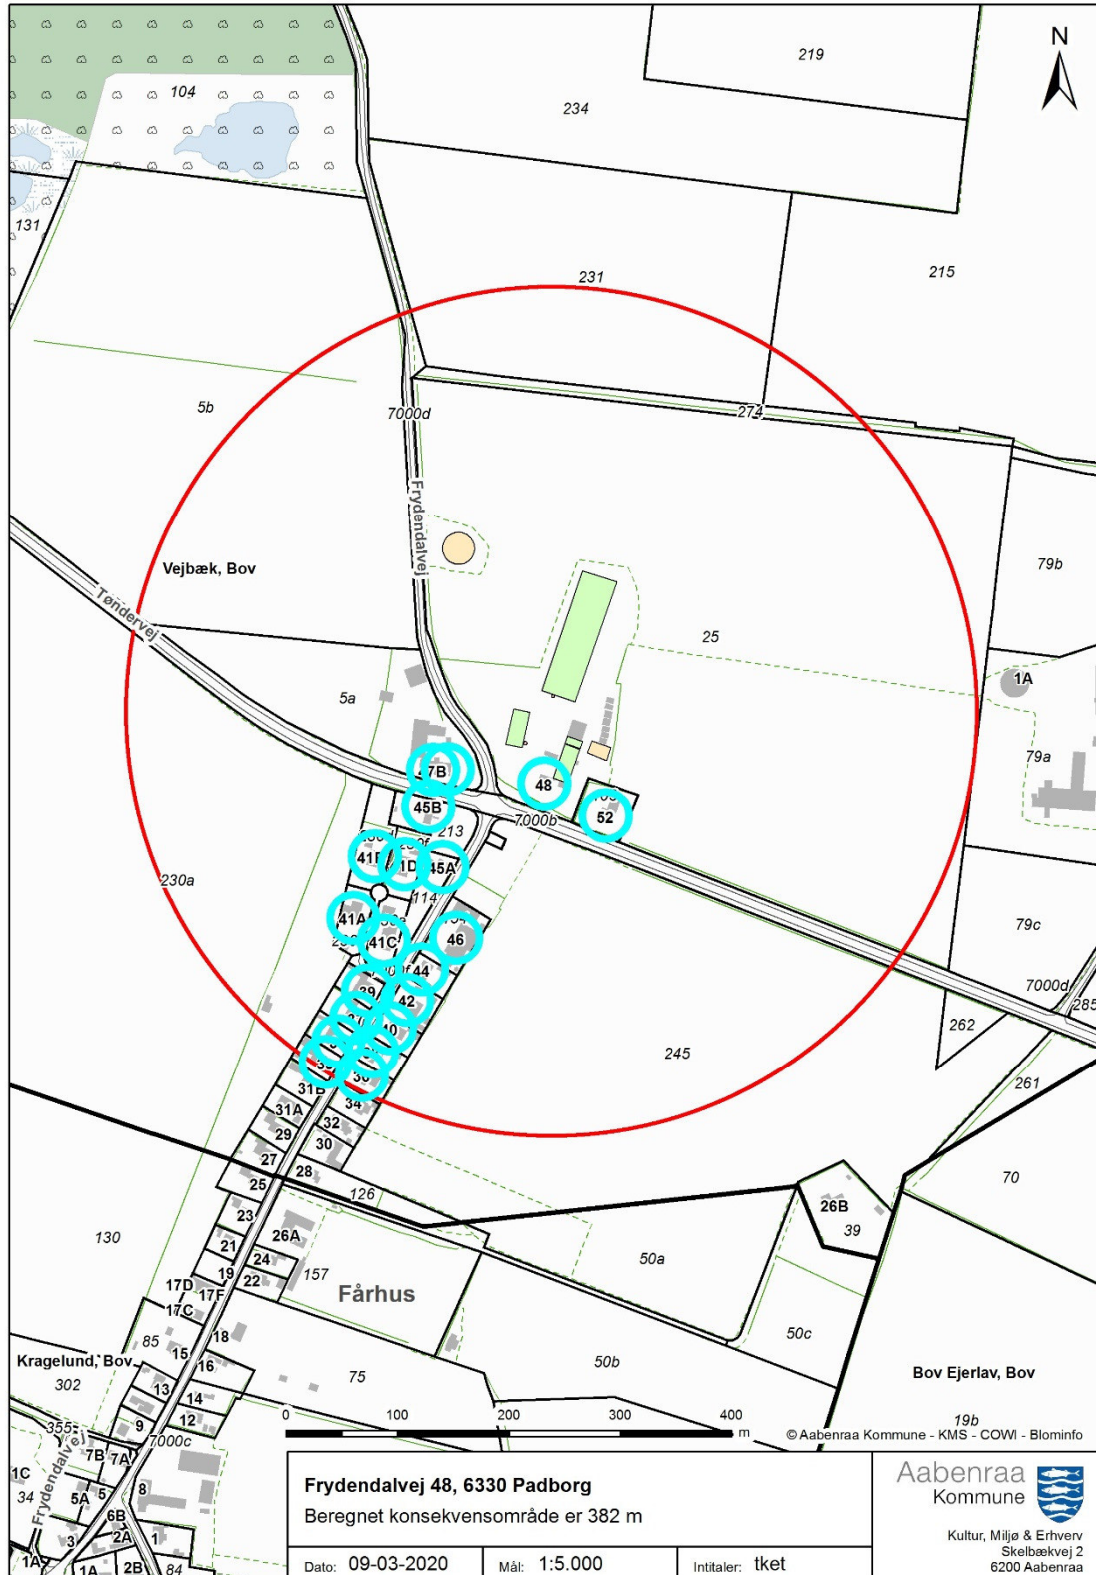 N
219
104
234
131
231
215
5b
7000d
274
Frydendalvej
Vejbæk, Bov
79b
Tøndervej
25
1A
5a
79a
7B
48
52
45B
7000b
213
41B
1D
45A
230a
114
41A
41C
46
79c
44
39
42
7000d
285
262
40
245
261
31B
31A
34
32
29
30
27
28
25
126
70
23
26B
39
26A
21
130
24
50a
19
22
157
17D
Fårhus
17F
17C
50c
85
18
15
16
50b
Kragelund, Bov
75
Bov Ejerlav, Bov
302
13
14
12
19b
355
9
0 100 200 300 400 m
7000c
© Aabenraa Kommune - KMS - COWI - Blominfo
7B
7A
Frydendalvej
1C
34
5A
5
8
6B
2A
1
3
1A
1A
2B
84
Frydendalvej 48, 6330 Padborg
Beregnet konsekvensområde er 382 m
Dato: 09-03-2020
Mål: 1:5.000
Intitaler: tket
Aabenraa
Kommune
Kultur, Miljø & Erhverv
Skelbækvej 2
6200 Aabenraa